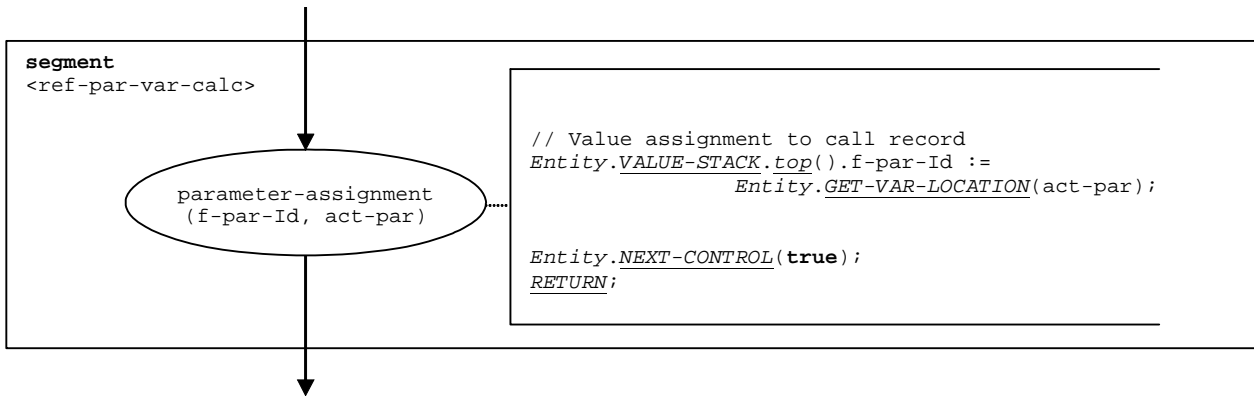 segment
<ref-par-var-calc>
parameter-assignment
(f-par-Id, act-par)
// Value assignment to call record
Entity.VALUE-STACK.top().f-par-Id :=
Entity.GET-VAR-LOCATION(act-par);
Entity.NEXT-CONTROL(true);
RETURN;